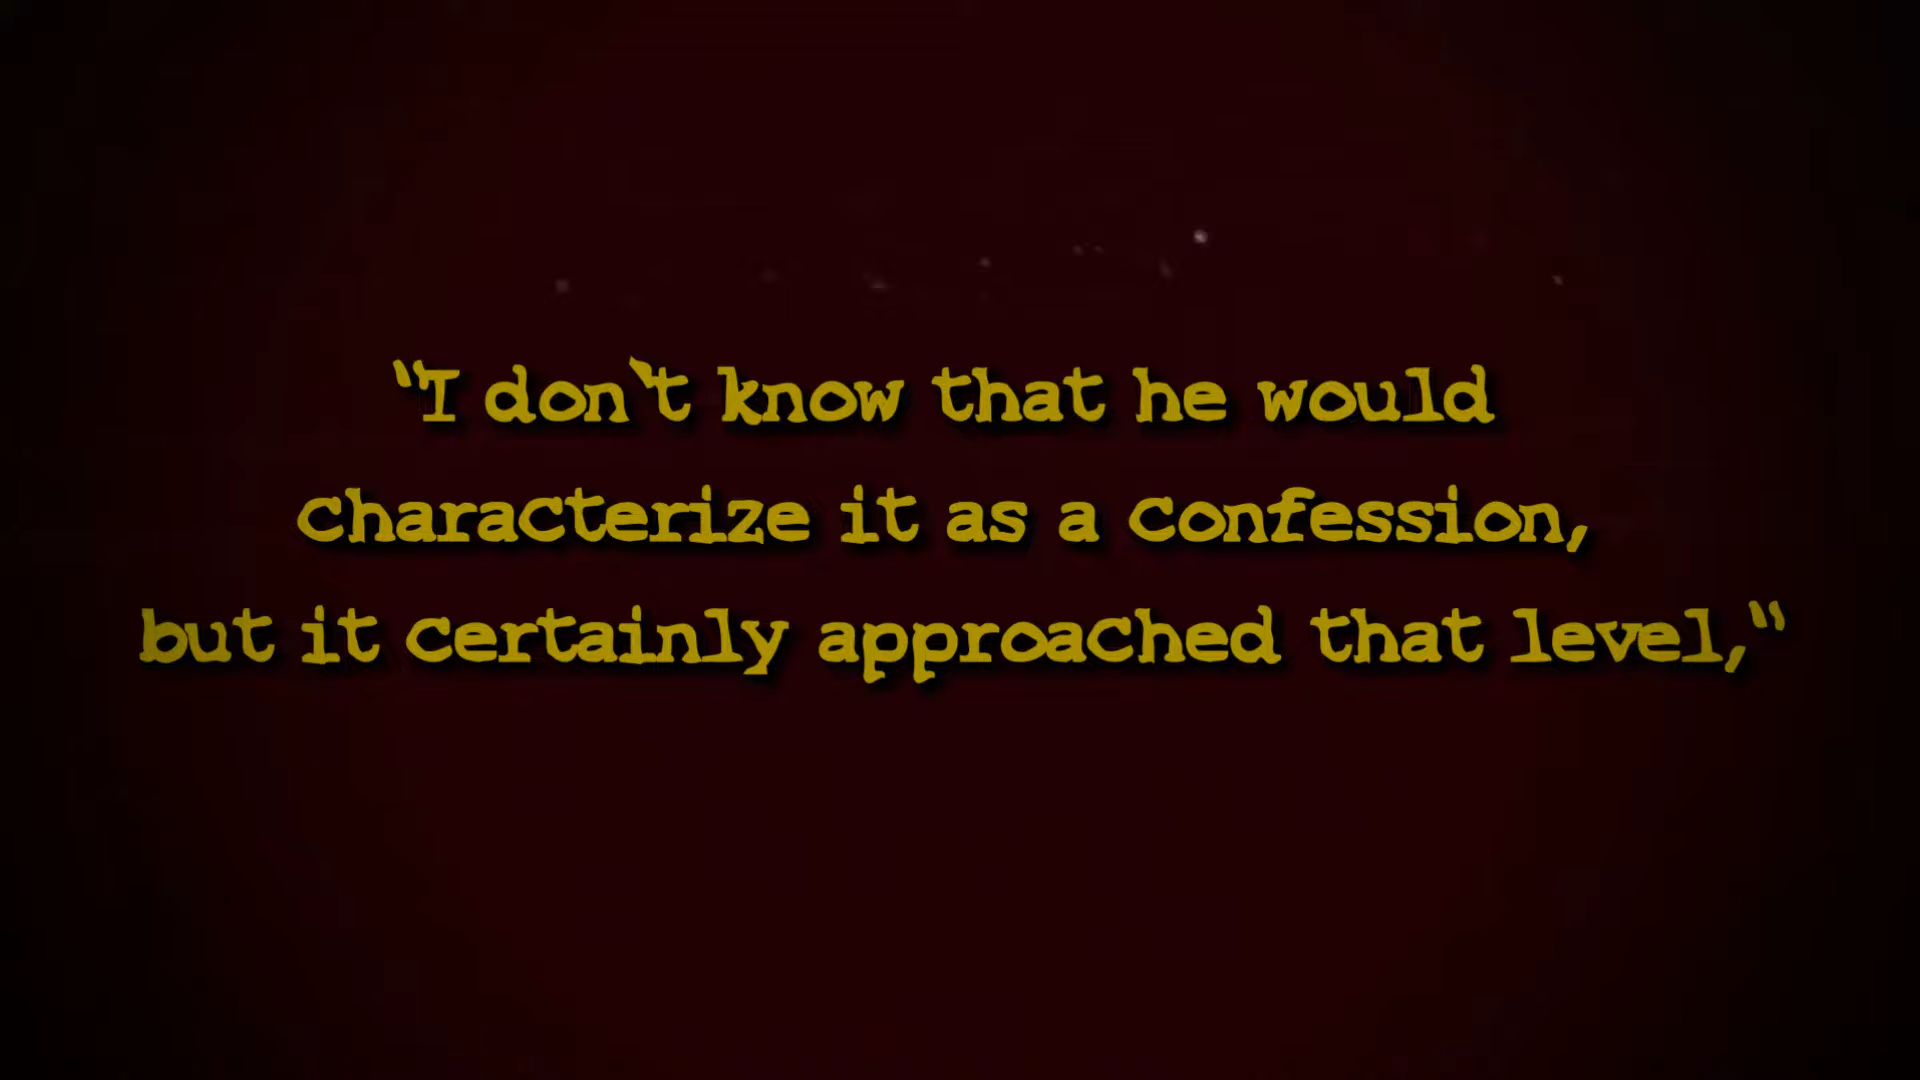 “I don‘t know that he would
characterize it as a confession,
but it certainly approached that level,“